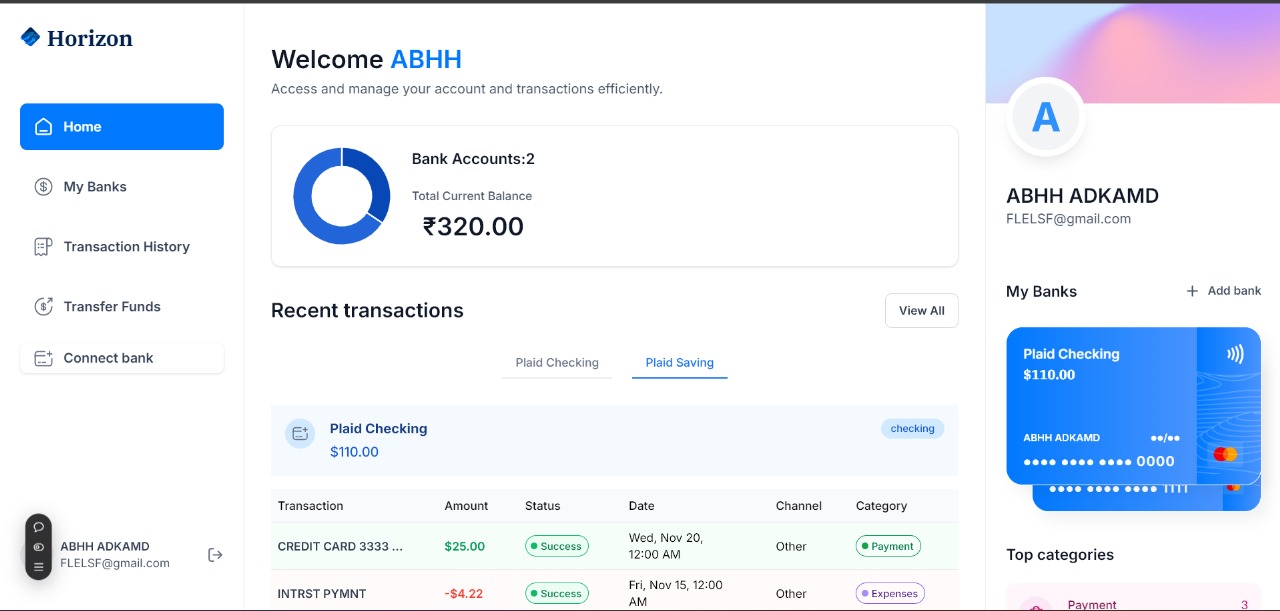 Horizon
Home
My Banks
Transaction History
Transfer Funds
Connect bank
ABHH ADKAMD
FLELSF@gmail.com
Welcome ABHH
Access and manage your account and transactions efficiently.
Bank Accounts:2
Total Current Balance
₹320.00
Recent transactions
View All
Plaid Checking Plaid Saving
Plaid Checking checking
$110.00
Transaction Amount Status Date Channel Category
CREDIT CARD 3333 ... $25.00 Success Wed, Nov 20, 12:00 AM Other Payment
INTRST PYMNT -$4.22 Success Fri, Nov 15, 12:00 AM Other Expenses
A
ABHH ADKAMD
FLELSF@gmail.com
My Banks + Add bank
Plaid Checking
$110.00
ABHH ADKAMD ●●/●●
●●●● ●●●● ●●●● 0000
●●●● ●●●● ●●●● 1111
Top categories
Payment 3